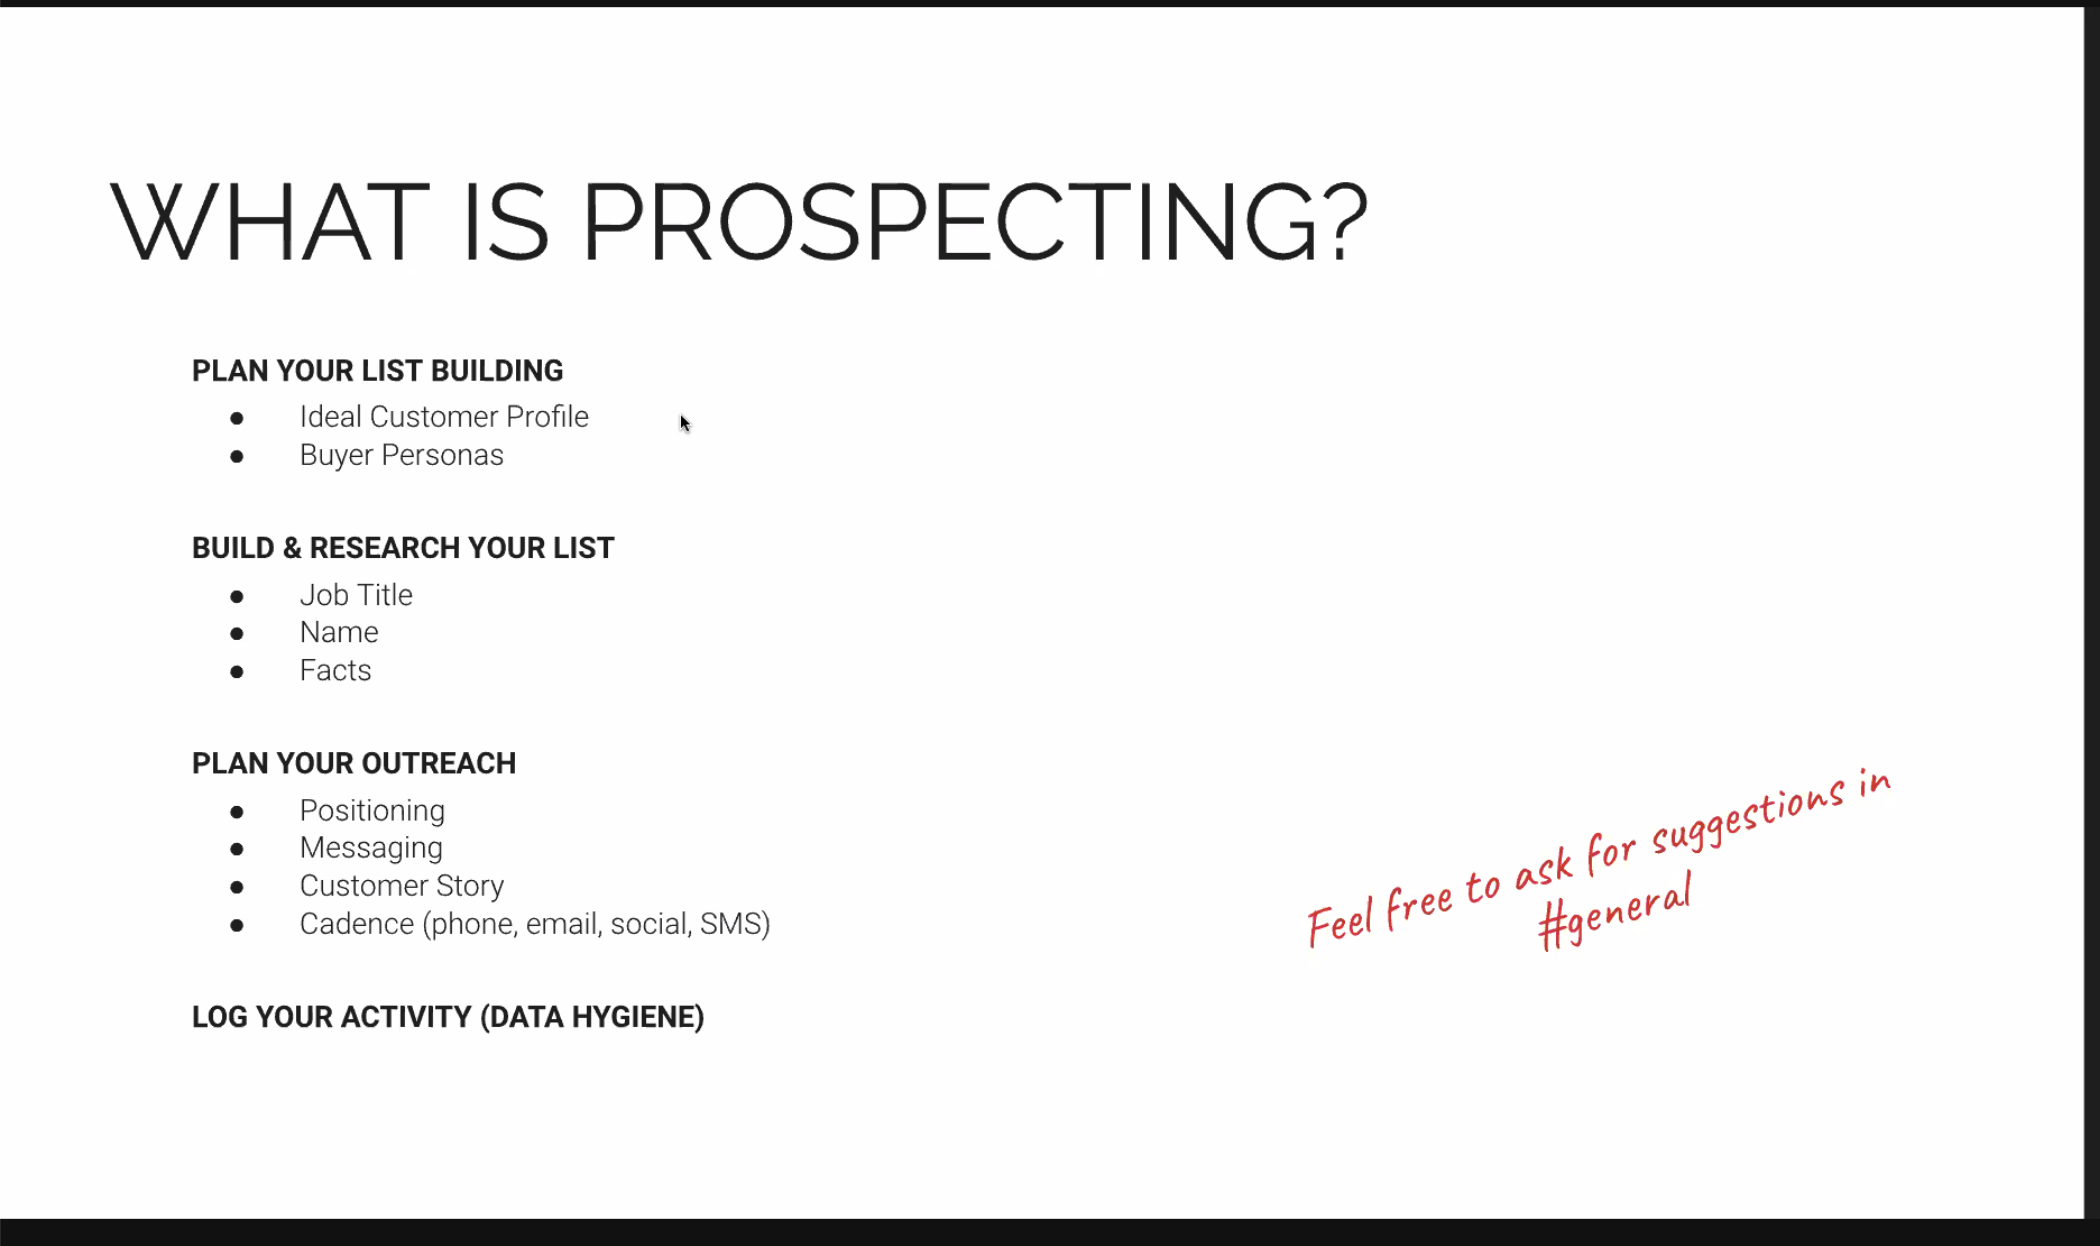 WHAT IS PROSPECTING?
PLAN YOUR LIST BUILDING
● Ideal Customer Profile
● Buyer Personas
BUILD & RESEARCH YOUR LIST
● Job Title
● Name
● Facts
PLAN YOUR OUTREACH
● Positioning
● Messaging
● Customer Story
● Cadence (phone, email, social, SMS)
LOG YOUR ACTIVITY (DATA HYGIENE)
Feel free to ask for suggestions in
#general